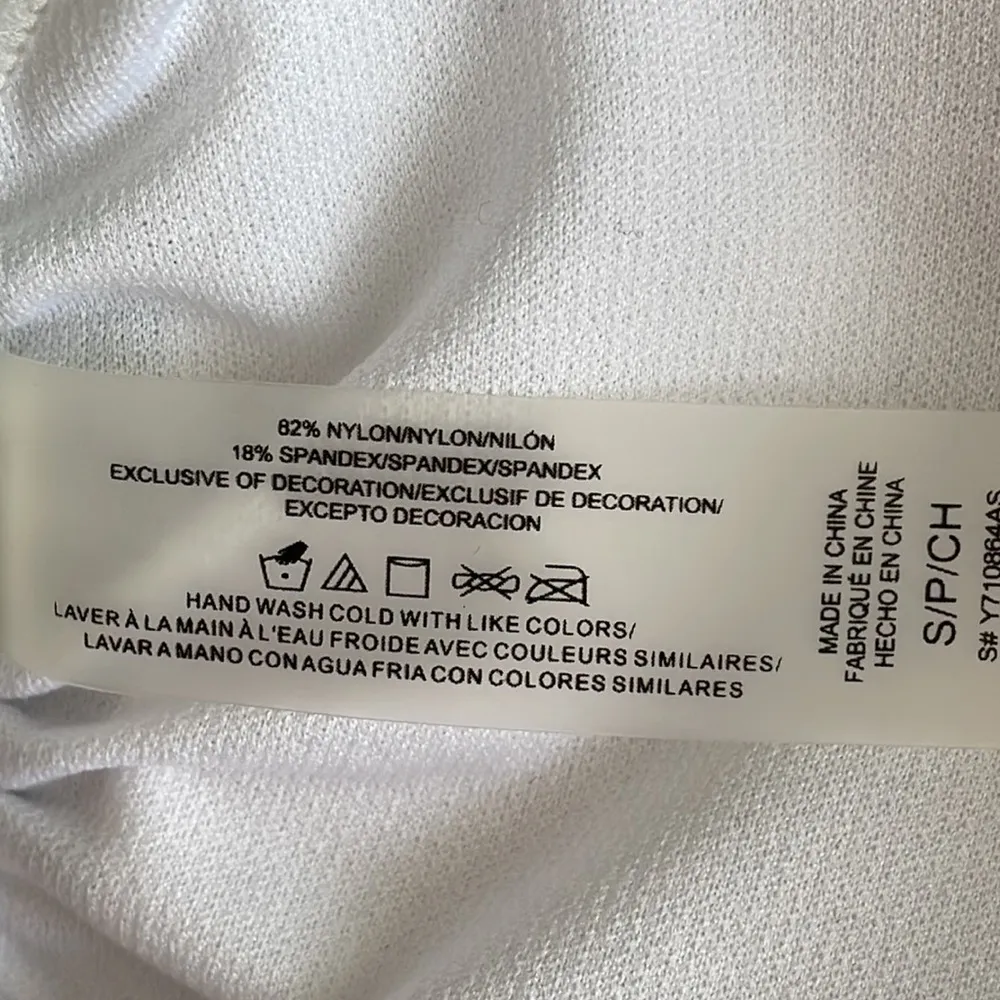 82% NYLON/NYLON/NILÓN
18% SPANDEX/SPANDEX/SPANDEX
EXCLUSIVE OF DECORATION/EXCLUSIF DE DECORATION/
EXCEPTO DECORACION
HAND WASH COLD WITH LIKE COLORS/
LAVER À LA MAIN À L'EAU FROIDE AVEC COULEURS SIMILAIRES/
LAVAR A MANO CON AGUA FRIA CON COLORES SIMILARES
MADE IN CHINA
FABRIQUÉ EN CHINE
HECHO EN CHINA
S/P/CH
S# Y710864AS